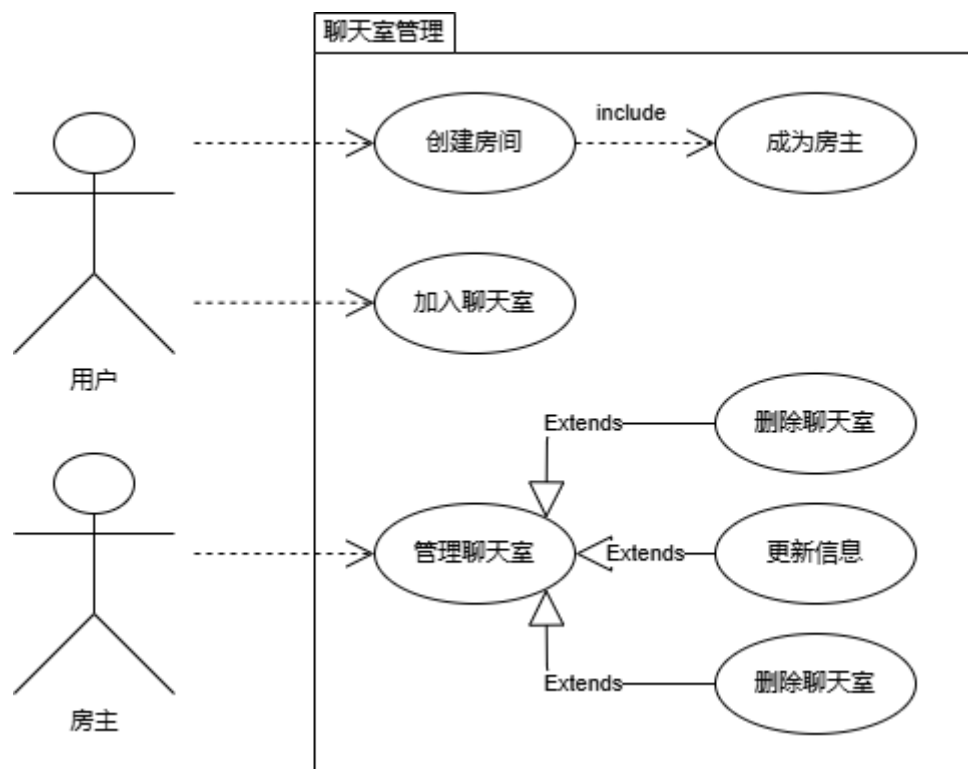 聊天室管理
include
创建房间
成为房主
加入聊天室
用户
Extends
删除聊天室
管理聊天室
Extends
更新信息
Extends
删除聊天室
房主